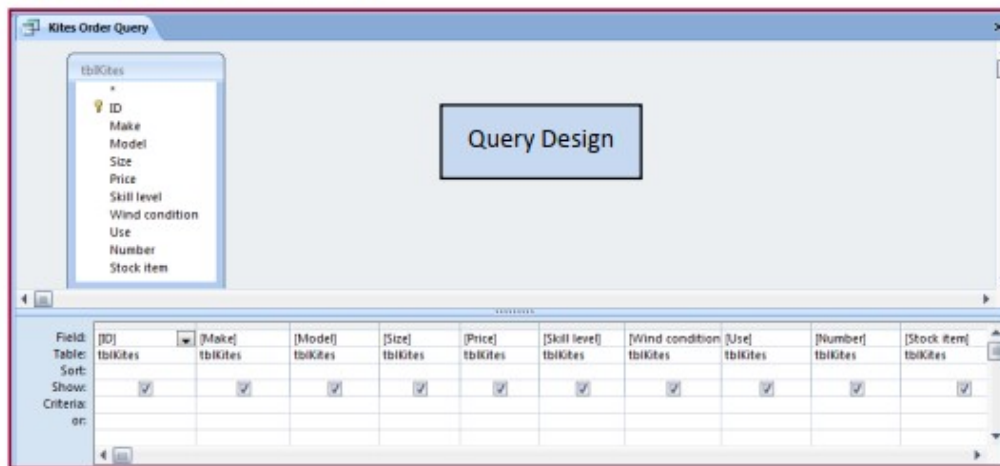 Kites Order Query
tblKites
*
ID
Make
Model
Size
Price
Skill level
Wind condition
Use
Number
Stock item
Query Design
Field: [ID] [Make] [Model] [Size] [Price] [Skill level] [Wind condition [Use] [Number] [Stock item]
Table: tblKites tblKites tblKites tblKites tblKites tblKites tblKites tblKites tblKites tblKites
Sort:
Show:
Criteria:
or: